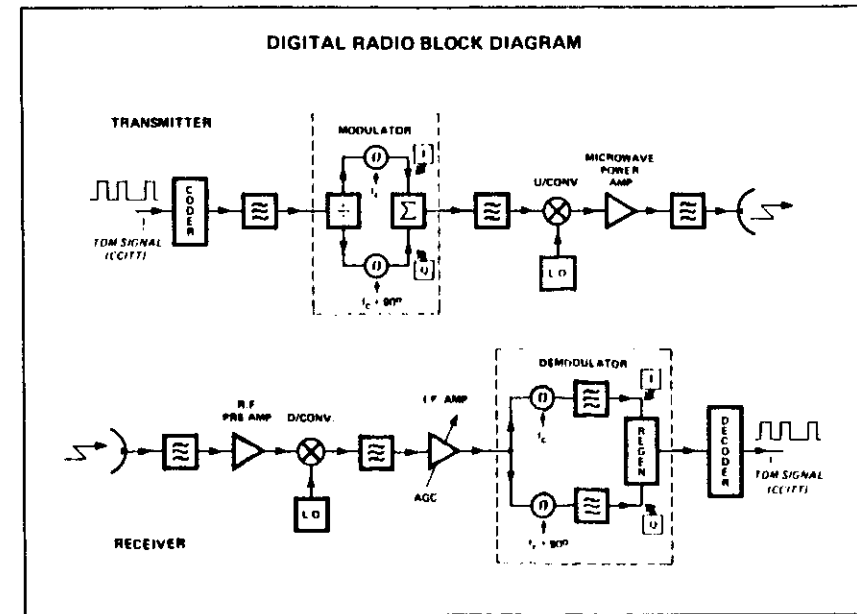 DIGITAL RADIO BLOCK DIAGRAM
TRANSMITTER
MODULATOR
I
MICROWAVE
POWER
AMP
U/CONV
CODER
÷
fc
Σ
TDM SIGNAL
(CCITT)
Q
LO
fc + 90º
DEMODULATOR
I
I.F. AMP
R.F
PRE AMP
D/CONV.
fc
REGEN
DECODER
TDM SIGNAL
(CCITT)
LO
AGC
Q
fc + 90º
RECEIVER